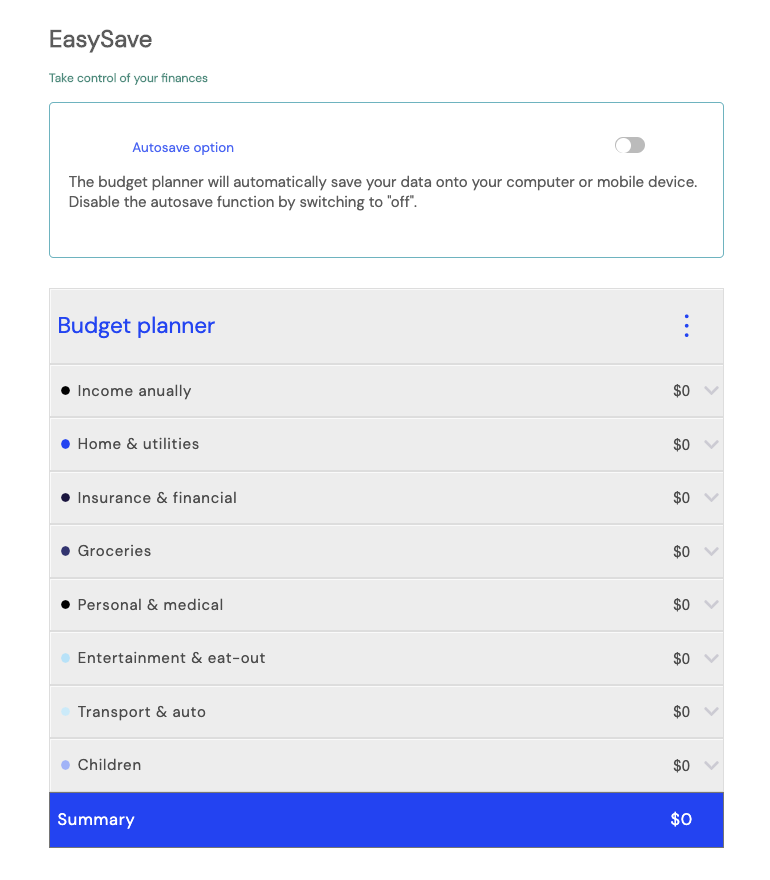 EasySave
Take control of your finances
Autosave option
The budget planner will automatically save your data onto your computer or mobile device.
Disable the autosave function by switching to "off".
Budget planner
Income anually $0
Home & utilities $0
Insurance & financial $0
Groceries $0
Personal & medical $0
Entertainment & eat-out $0
Transport & auto $0
Children $0
Summary $0